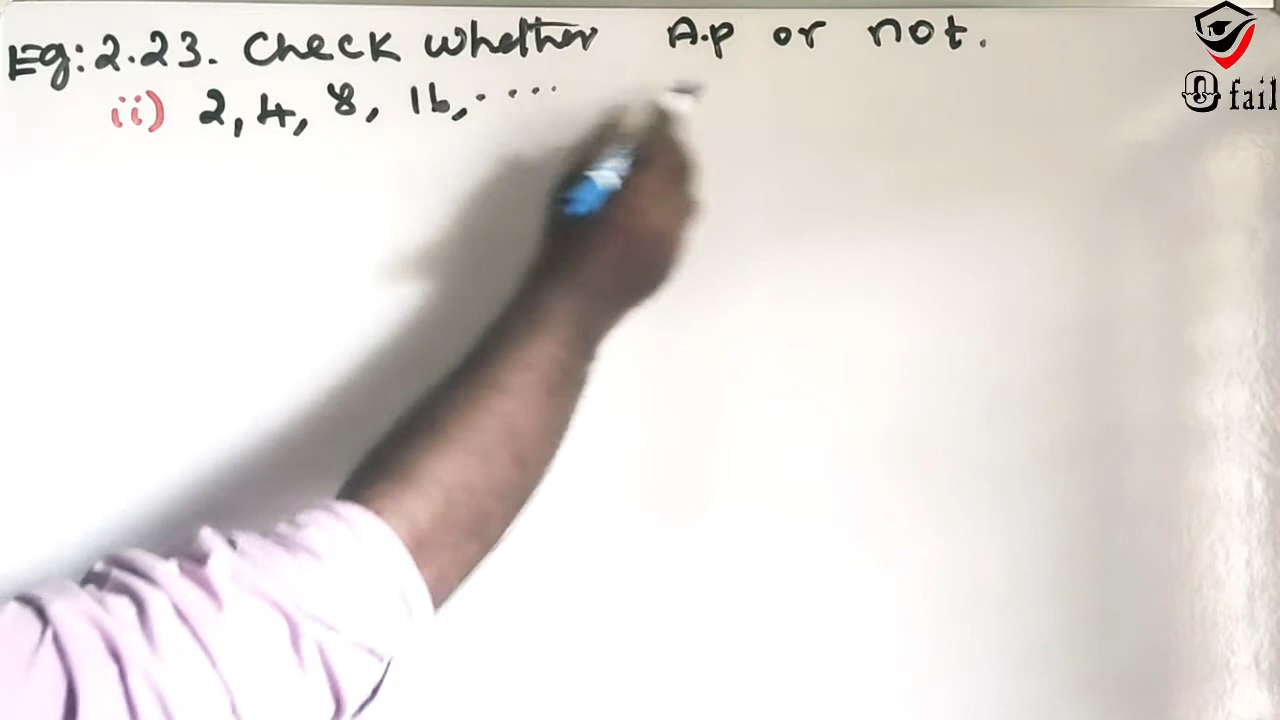 Eg: 2.23. Check whether A.p or not.
ii) 2, 4, 8, 16, ....
0 fail